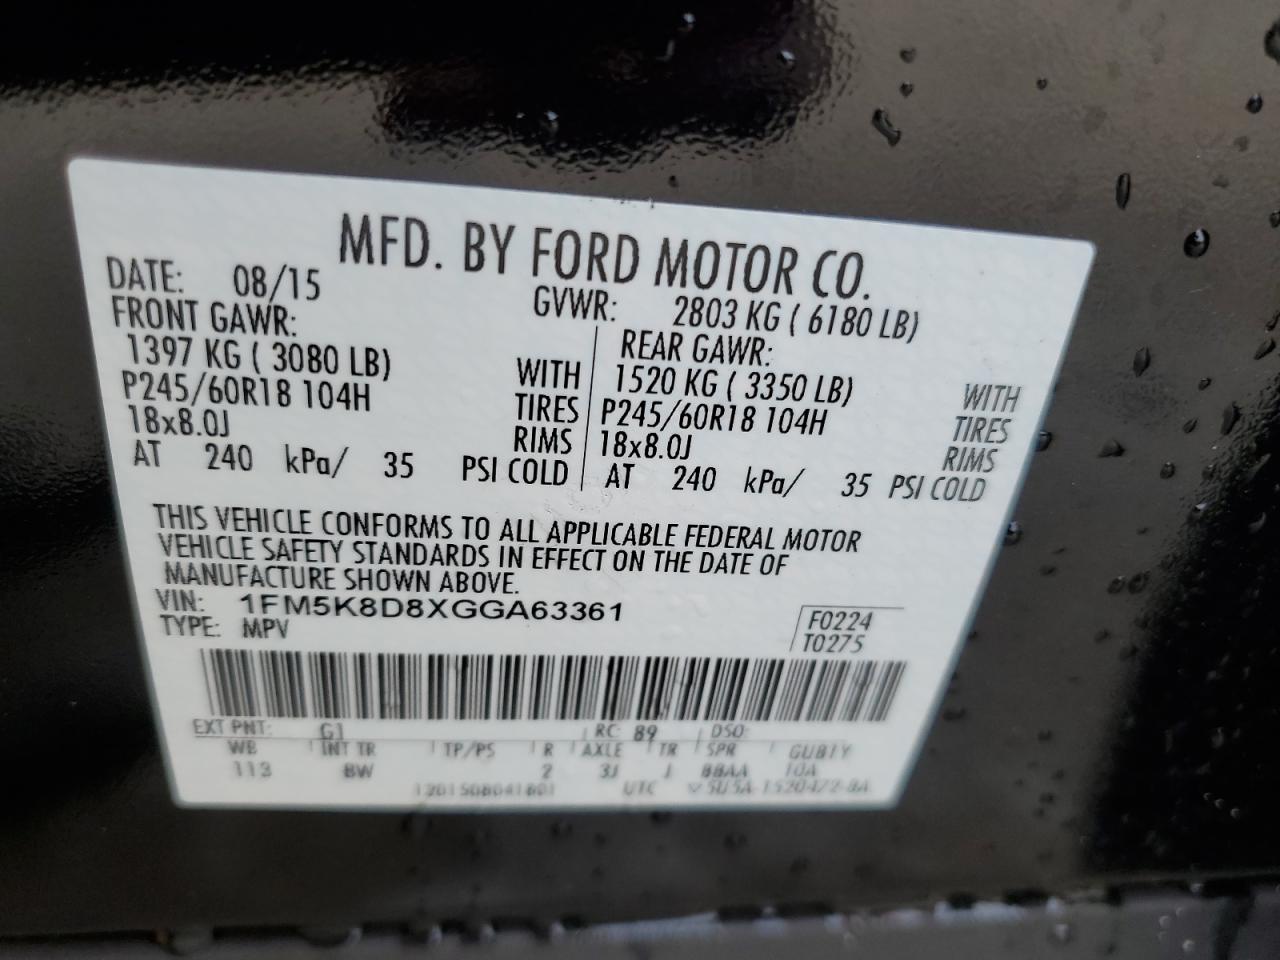 MFD. BY FORD MOTOR CO.
DATE: 08/15 GVWR: 2803 KG ( 6180 LB)
FRONT GAWR: REAR GAWR:
1397 KG ( 3080 LB) WITH 1520 KG ( 3350 LB) WITH
P245/60R18 104H TIRES P245/60R18 104H TIRES
18x8.0J RIMS 18x8.0J RIMS
AT 240 kPa/ 35 PSI COLD AT 240 kPa/ 35 PSI COLD
THIS VEHICLE CONFORMS TO ALL APPLICABLE FEDERAL MOTOR
VEHICLE SAFETY STANDARDS IN EFFECT ON THE DATE OF
MANUFACTURE SHOWN ABOVE.
VIN: 1FM5K8D8XGGA63361 F0224
TYPE: MPV T0275
EXT PNT: G1 RC: 89 DSO:
WB INT TR TP/PS R AXLE TR SPR
113 BW 2 3J J BBAA 10A
UTC